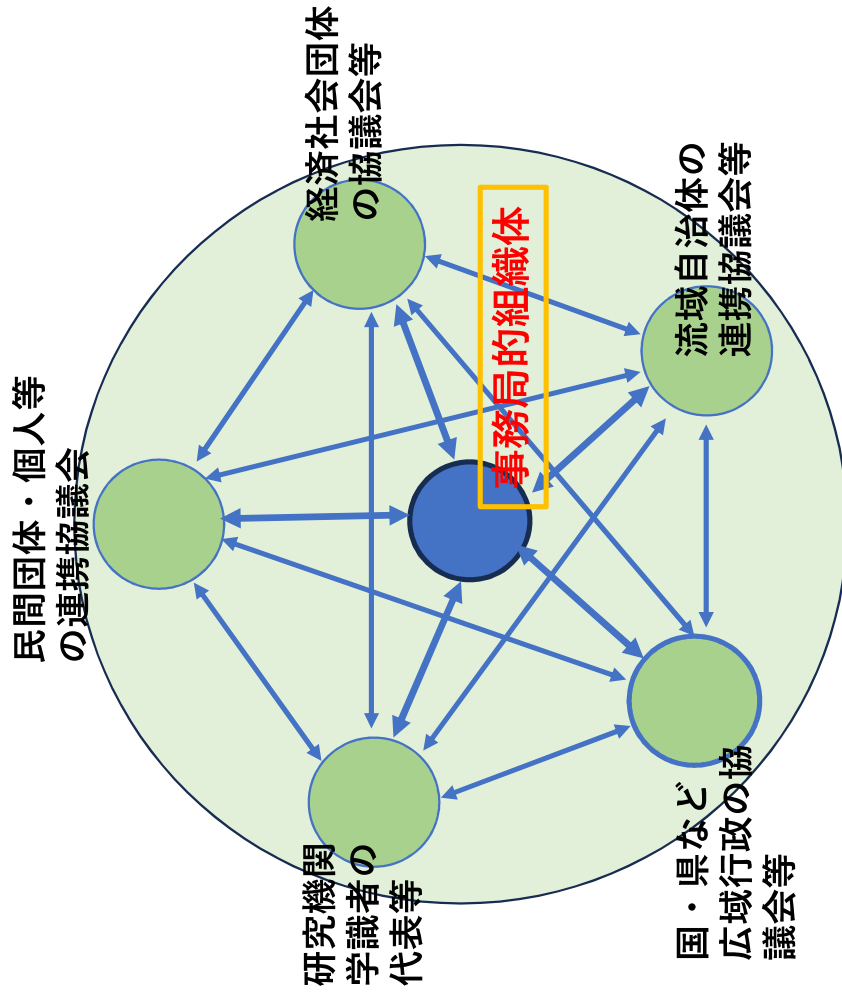 民間団体・個人等
の連携協議会
研究機関
学識者の
代表等
経済社会団体
の協議会等
事務局的組織体
国・県など
広域行政の協
議会等
流域自治体の
連携協議会等